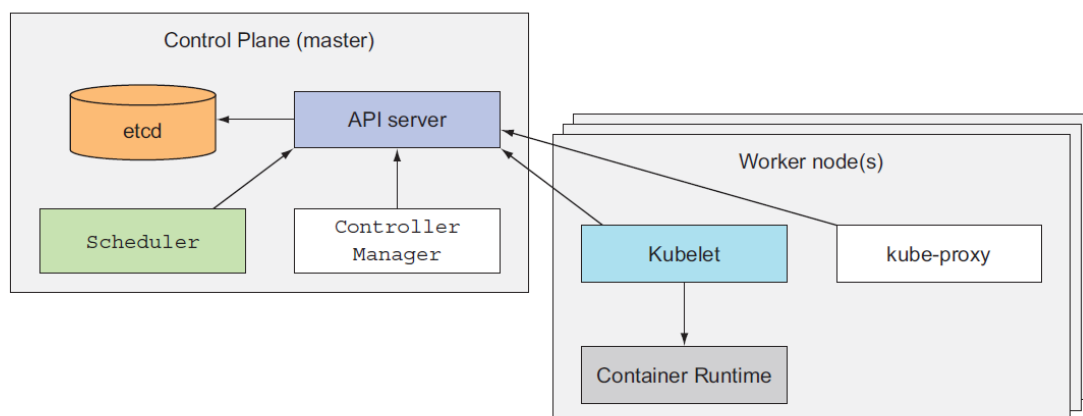 Control Plane (master)
etcd
API server
Scheduler
Controller
Manager
Worker node(s)
Kubelet
kube-proxy
Container Runtime